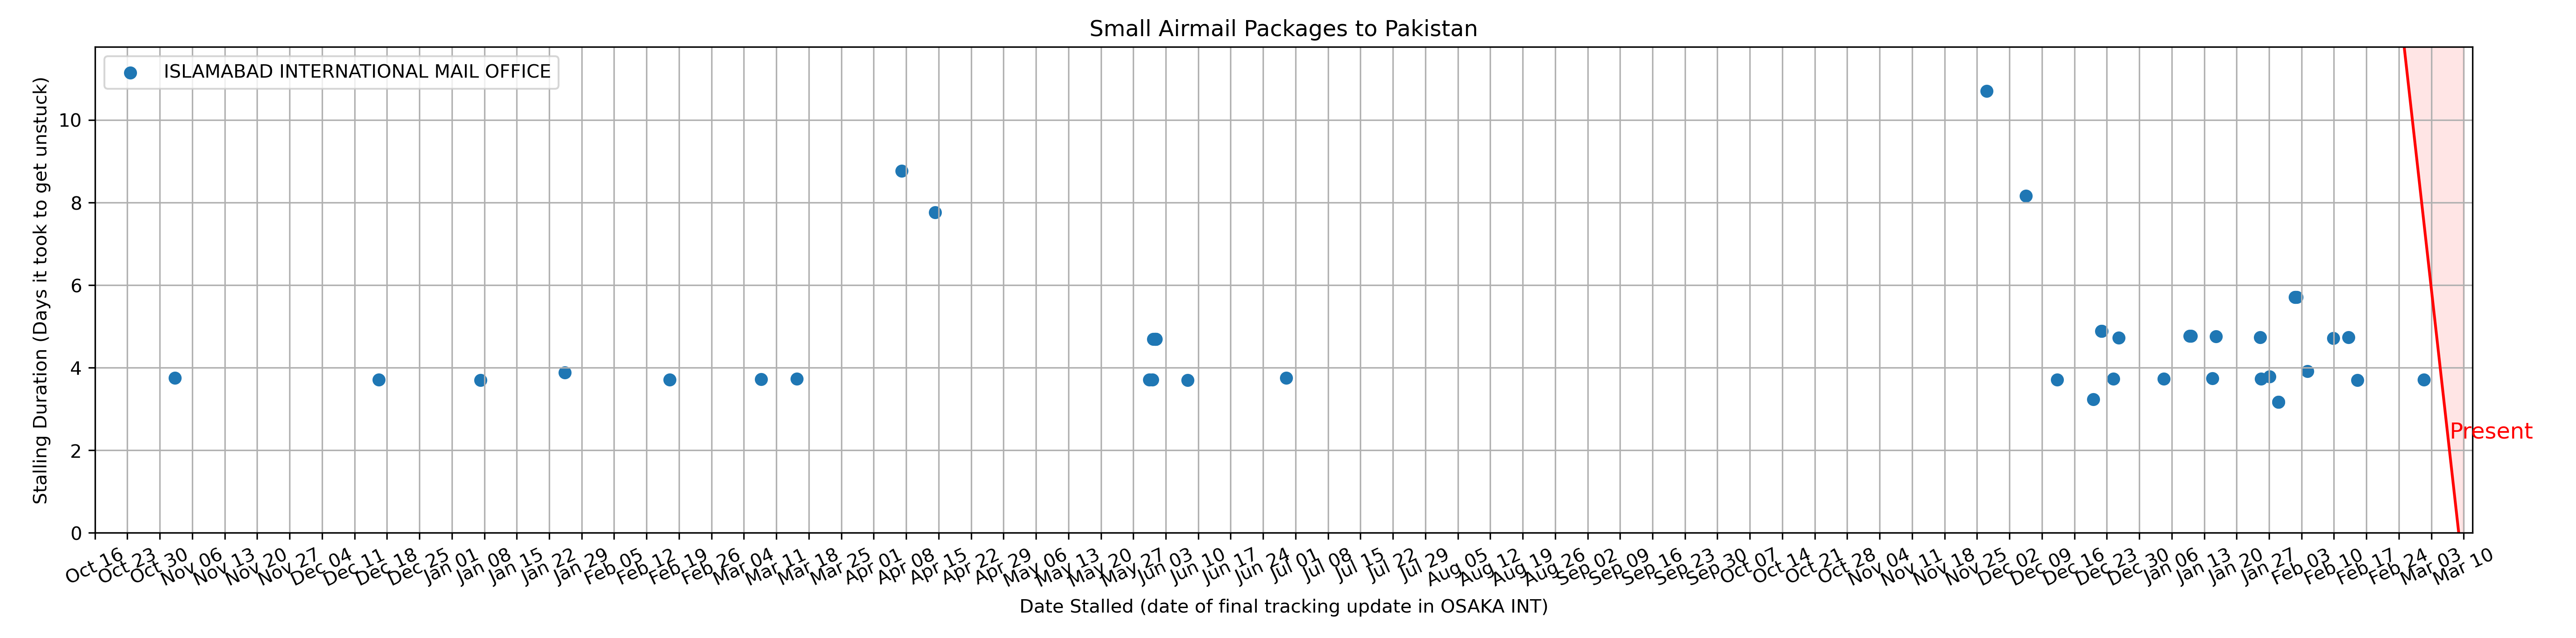 Small Airmail Packages to Pakistan
ISLAMABAD INTERNATIONAL MAIL OFFICE
Stalling Duration (Days it took to get unstuck)
10
8
6
4
2
0
Present
Oct 16 Oct 23 Oct 30 Nov 06 Nov 13 Nov 20 Nov 27 Dec 04 Dec 11 Dec 18 Dec 25 Jan 01 Jan 08 Jan 15 Jan 22 Jan 29 Feb 05 Feb 12 Feb 19 Feb 26 Mar 04 Mar 11 Mar 18 Mar 25 Apr 01 Apr 08 Apr 15 Apr 22 Apr 29 May 06 May 13 May 20 May 27 Jun 03 Jun 10 Jun 17 Jun 24 Jul 01 Jul 08 Jul 15 Jul 22 Jul 29 Aug 05 Aug 12 Aug 19 Aug 26 Sep 02 Sep 09 Sep 16 Sep 23 Sep 30 Oct 07 Oct 14 Oct 21 Oct 28 Nov 04 Nov 11 Nov 18 Nov 25 Dec 02 Dec 09 Dec 16 Dec 23 Dec 30 Jan 06 Jan 13 Jan 20 Jan 27 Feb 03 Feb 10 Feb 17 Feb 24 Mar 03 Mar 10
Date Stalled (date of final tracking update in OSAKA INT)